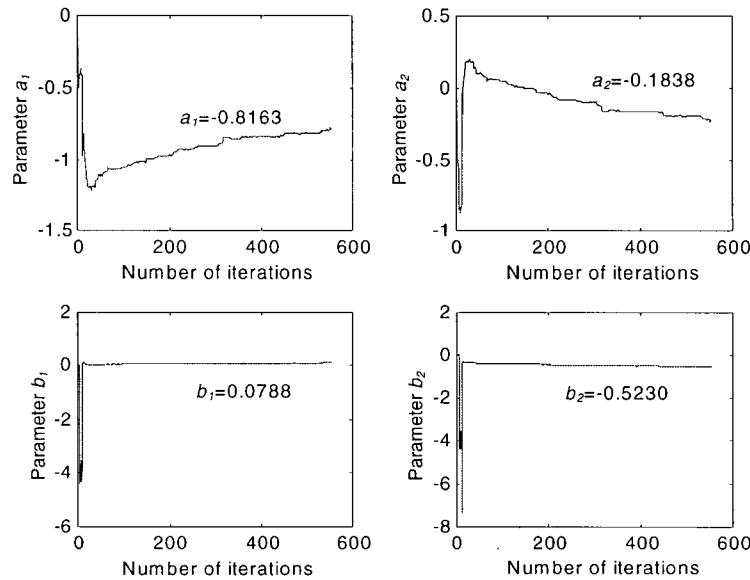 0
-0.5
-1
-1.5
Parameter a1
a1=-0.8163
0 200 400 600
Number of iterations
0.5
0
-0.5
-1
Parameter a2
a2=-0.1838
0 200 400 600
Number of iterations
2
0
-2
-4
-6
Parameter b1
b1=0.0788
0 200 400 600
Number of iterations
2
0
-2
-4
-6
-8
Parameter b2
b2=-0.5230
0 200 400 600
Number of iterations